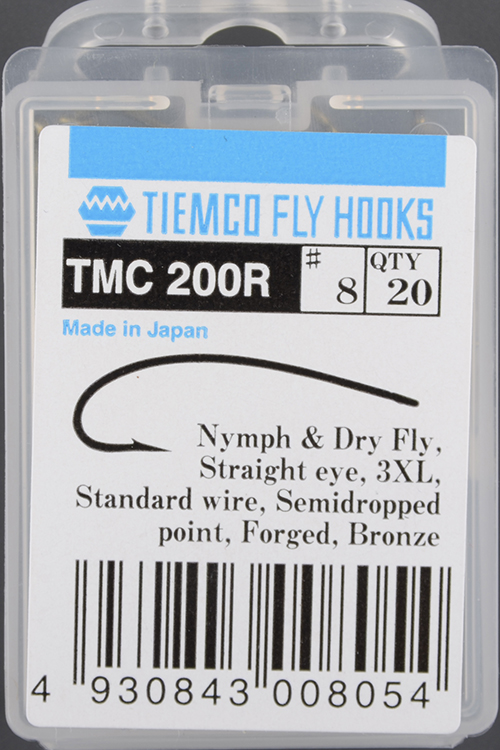 TIEMCO FLY HOOKS
TMC 200R # 8 QTY 20
Made in Japan
Nymph & Dry Fly,
Straight eye, 3XL,
Standard wire, Semidropped
point, Forged, Bronze
4 930843 008054